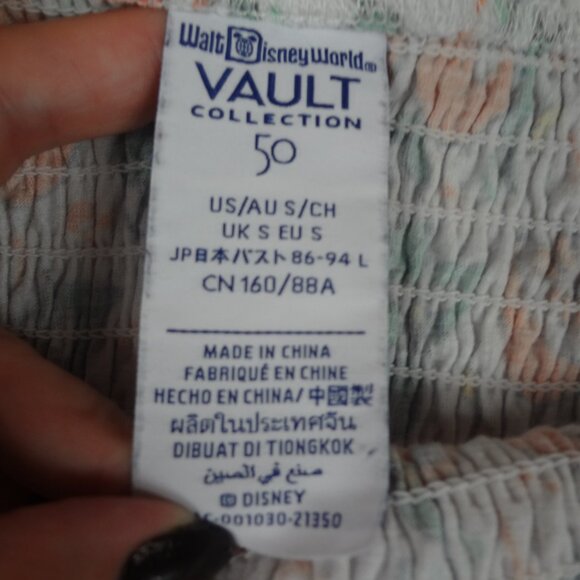 Walt Disney World®
VAULT
COLLECTION
50
US/AU S/CH
UK S EU S
JP日本バスト86-94 L
CN 160/88A
MADE IN CHINA
FABRIQUÉ EN CHINE
HECHO EN CHINA/ 中國製
ผลิตในประเทศจีน
DIBUAT DI TIONGKOK
صنع في الصين
© DISNEY
-001030-21350